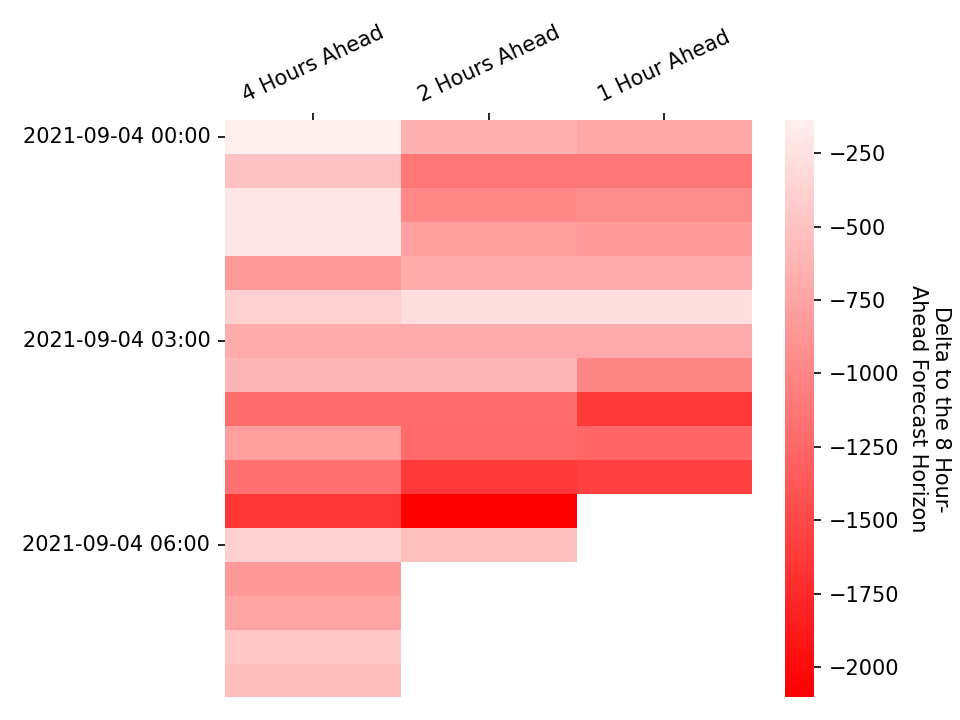 4 Hours Ahead
2 Hours Ahead
1 Hour Ahead
2021-09-04 00:00
2021-09-04 03:00
2021-09-04 06:00
−250
−500
−750
−1000
−1250
−1500
−1750
−2000
Delta to the 8 Hour-
Ahead Forecast Horizon